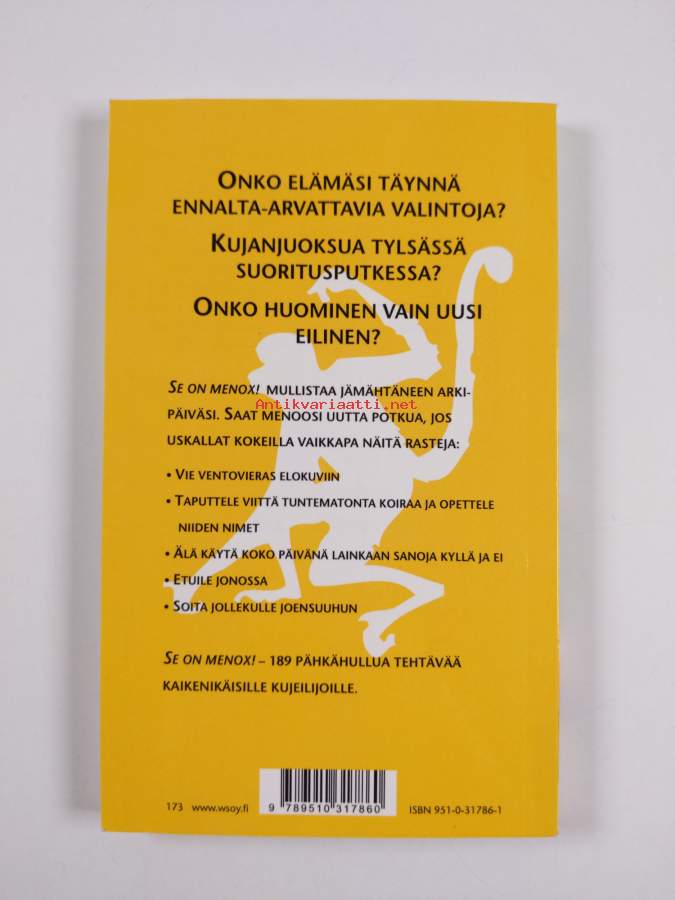 ONKO ELÄMÄSI TÄYNNÄ
ENNALTA-ARVATTAVIA VALINTOJA?
KUJANJUOKSUA TYLSÄSSÄ
SUORITUSPUTKESSA?
ONKO HUOMINEN VAIN UUSI
EILINEN?
SE ON MENOX! MULLISTAA JÄMÄHTÄNEEN ARKI-
Antikvariaatti.net
PÄIVÄSI. SAAT MENOOSI UUTTA POTKUA, JOS
USKALLAT KOKEILLA VAIKKAPA NÄITÄ RASTEJA:
• VIE VENTOVIERAS ELOKUVIIN
• TAPUTTELE VIITTÄ TUNTEMATONTA KOIRAA JA OPETTELE
NIIDEN NIMET
• ÄLÄ KÄYTÄ KOKO PÄIVÄNÄ LAINKAAN SANOJA KYLLÄ JA EI
• ETUILE JONOSSA
• SOITA JOLLEKULLE JOENSUUHUN
SE ON MENOX! – 189 PÄHKÄHULLUA TEHTÄVÄÄ
KAIKENIKÄISILLE KUJEILIJOILLE.
173 www.wsoy.fi
9 789510 317860
ISBN 951-0-31786-1